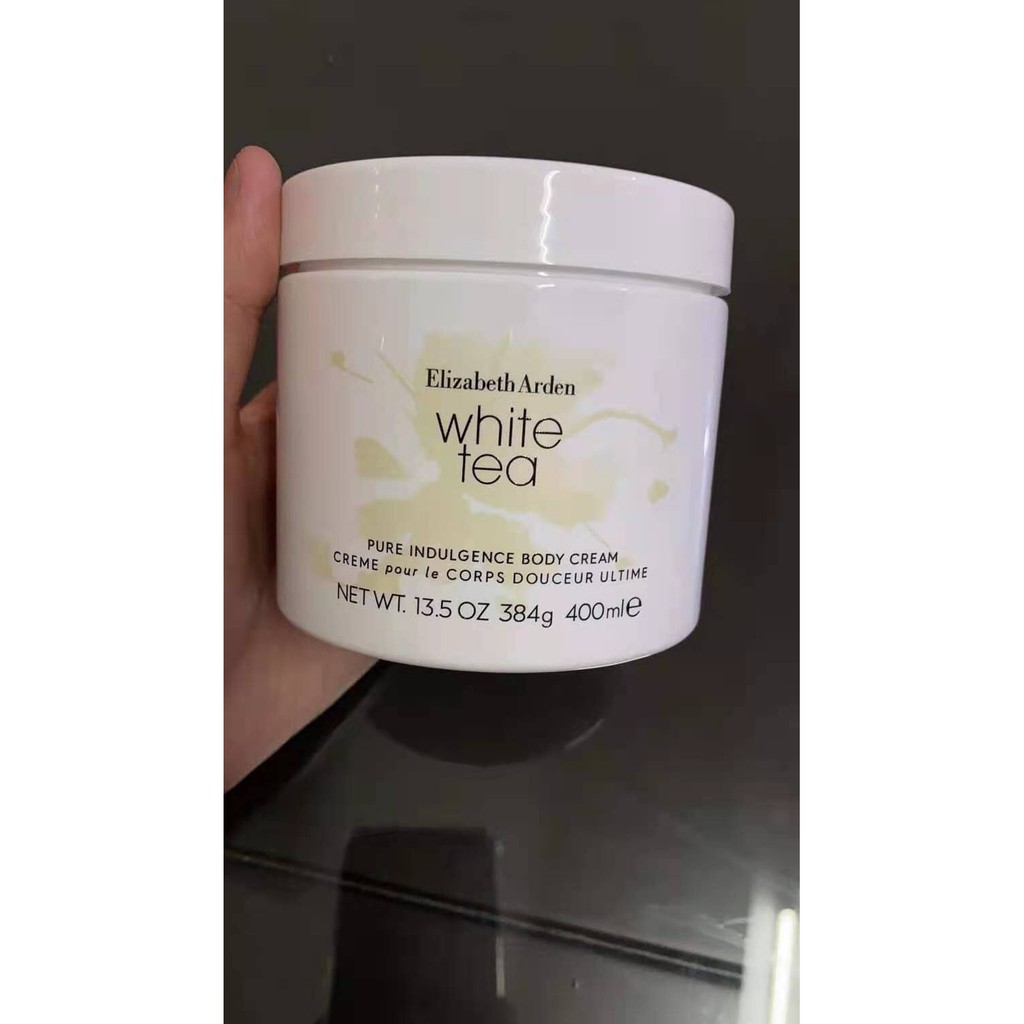 Elizabeth Arden
white
tea
PURE INDULGENCE BODY CREAM
CREME pour le CORPS DOUCEUR ULTIME
NET WT. 13.5 OZ 384g 400ml e